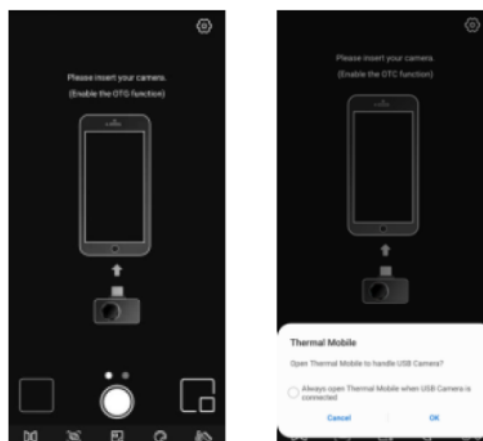 Please insert your camera.
(Enable the OTG function)
Please insert your camera.
(Enable the OTC function)
Thermal Mobile
Open Thermal Mobile to handle USB Camera?
Always open Thermal Mobile when USB Camera is
connected
Cancel
OK